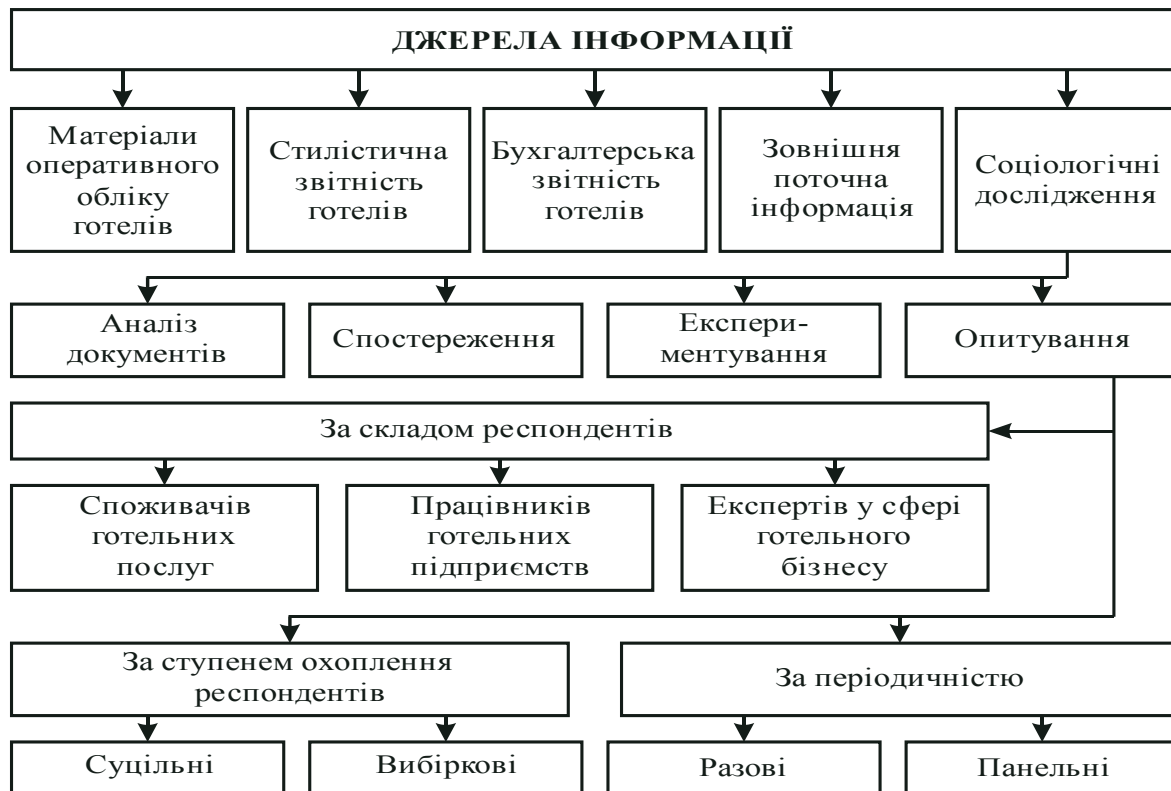 ДЖЕРЕЛА ІНФОРМАЦІЇ
Матеріали
оперативного
обліку
готелів
Стилістична
звітність
готелів
Бухгалтерська
звітність
готелів
Зовнішня
поточна
інформація
Соціологічні
дослідження
Аналіз
документів
Спостереження
Експери-
ментування
Опитування
За складом респондентів
Споживачів
готельних
послуг
Працівників
готельних
підприємств
Експертів у сфері
готельного
бізнесу
За ступенем охоплення
респондентів
За періодичністю
Суцільні
Вибіркові
Разові
Панельні